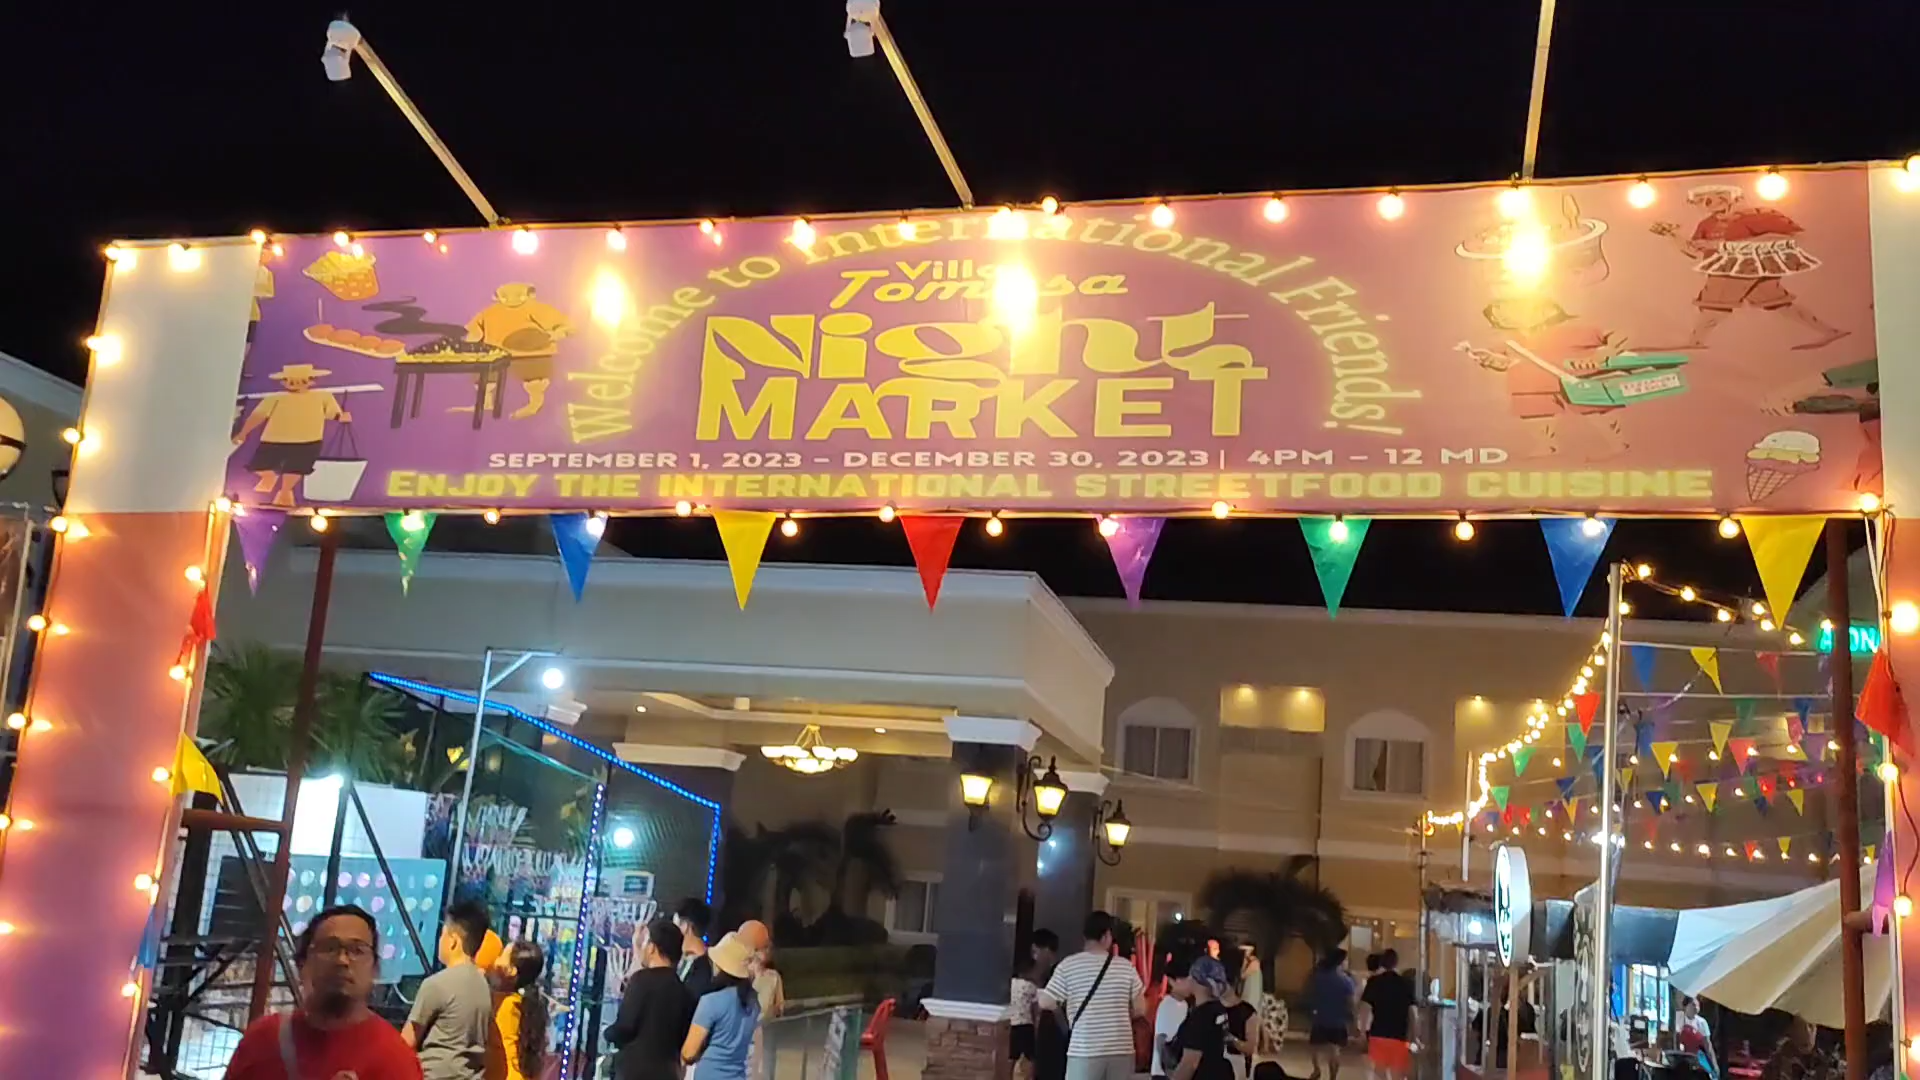 Welcome to International Friends!
Villa
Tomasa
Night
MARKET
SEPTEMBER 1, 2023 - DECEMBER 30, 2023 | 4PM - 12 MD
ENJOY THE INTERNATIONAL STREETFOOD CUISINE